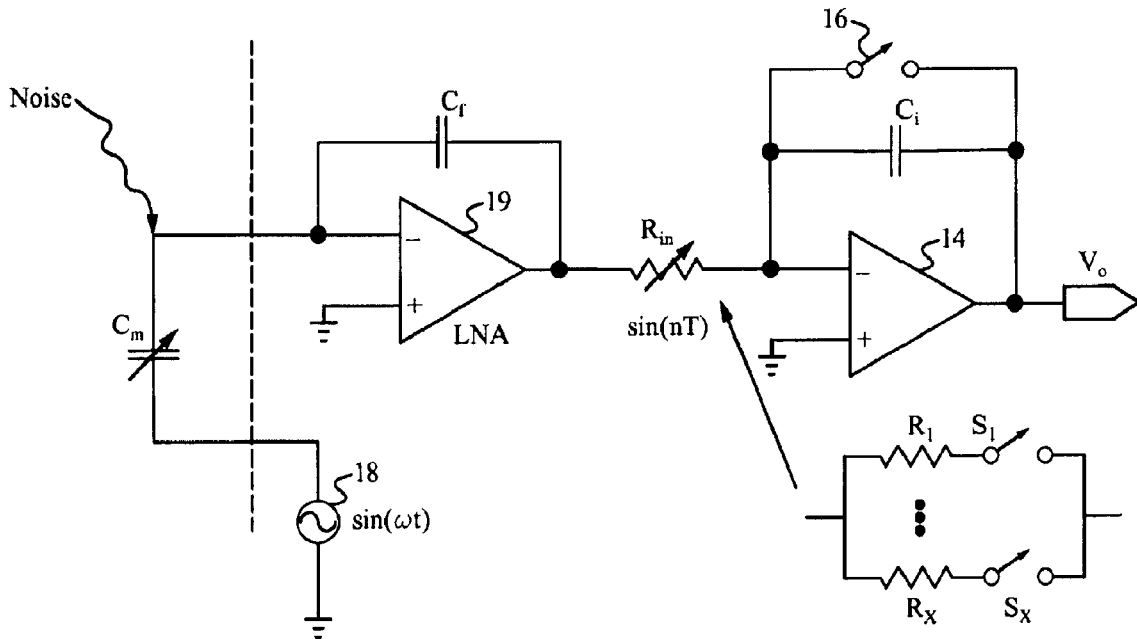 16
Noise
C_f
C_i
19
R_in
14
V_o
−
−
+
+
C_m
LNA
sin(nT)
18
sin(ωt)
R_1
S_1
R_X
S_X